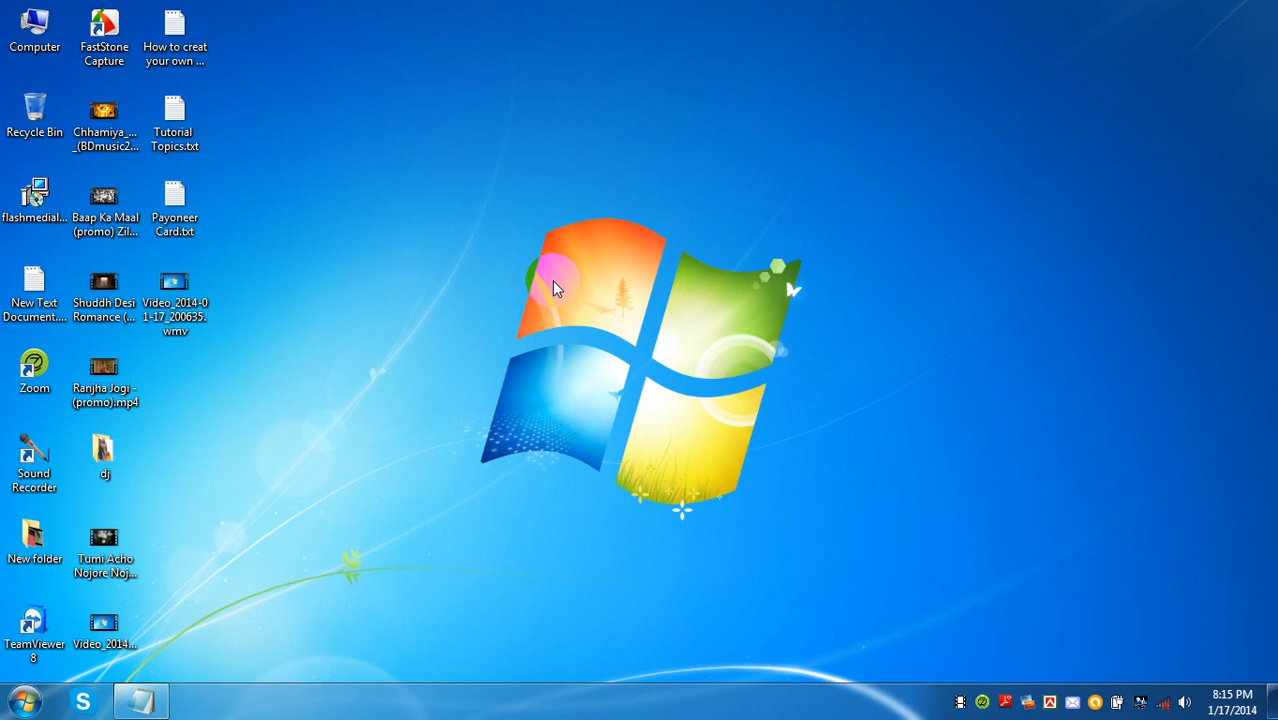 Computer
FastStone
Capture
How to creat
your own ...
Recycle Bin
Chhamiya_...
_(BDmusic2...
Tutorial
Topics.txt
flashmedial...
Baap Ka Maal
(promo) Zil...
Payoneer
Card.txt
New Text
Document....
Shuddh Desi
Romance (...
Video_2014-0
1-17_200635.
wmv
Zoom
Ranjha Jogi -
(promo).mp4
Sound
Recorder
dj
New folder
Tumi Acho
Nojore Noj...
TeamViewer
8
Video_2014...
8:15 PM
1/17/2014